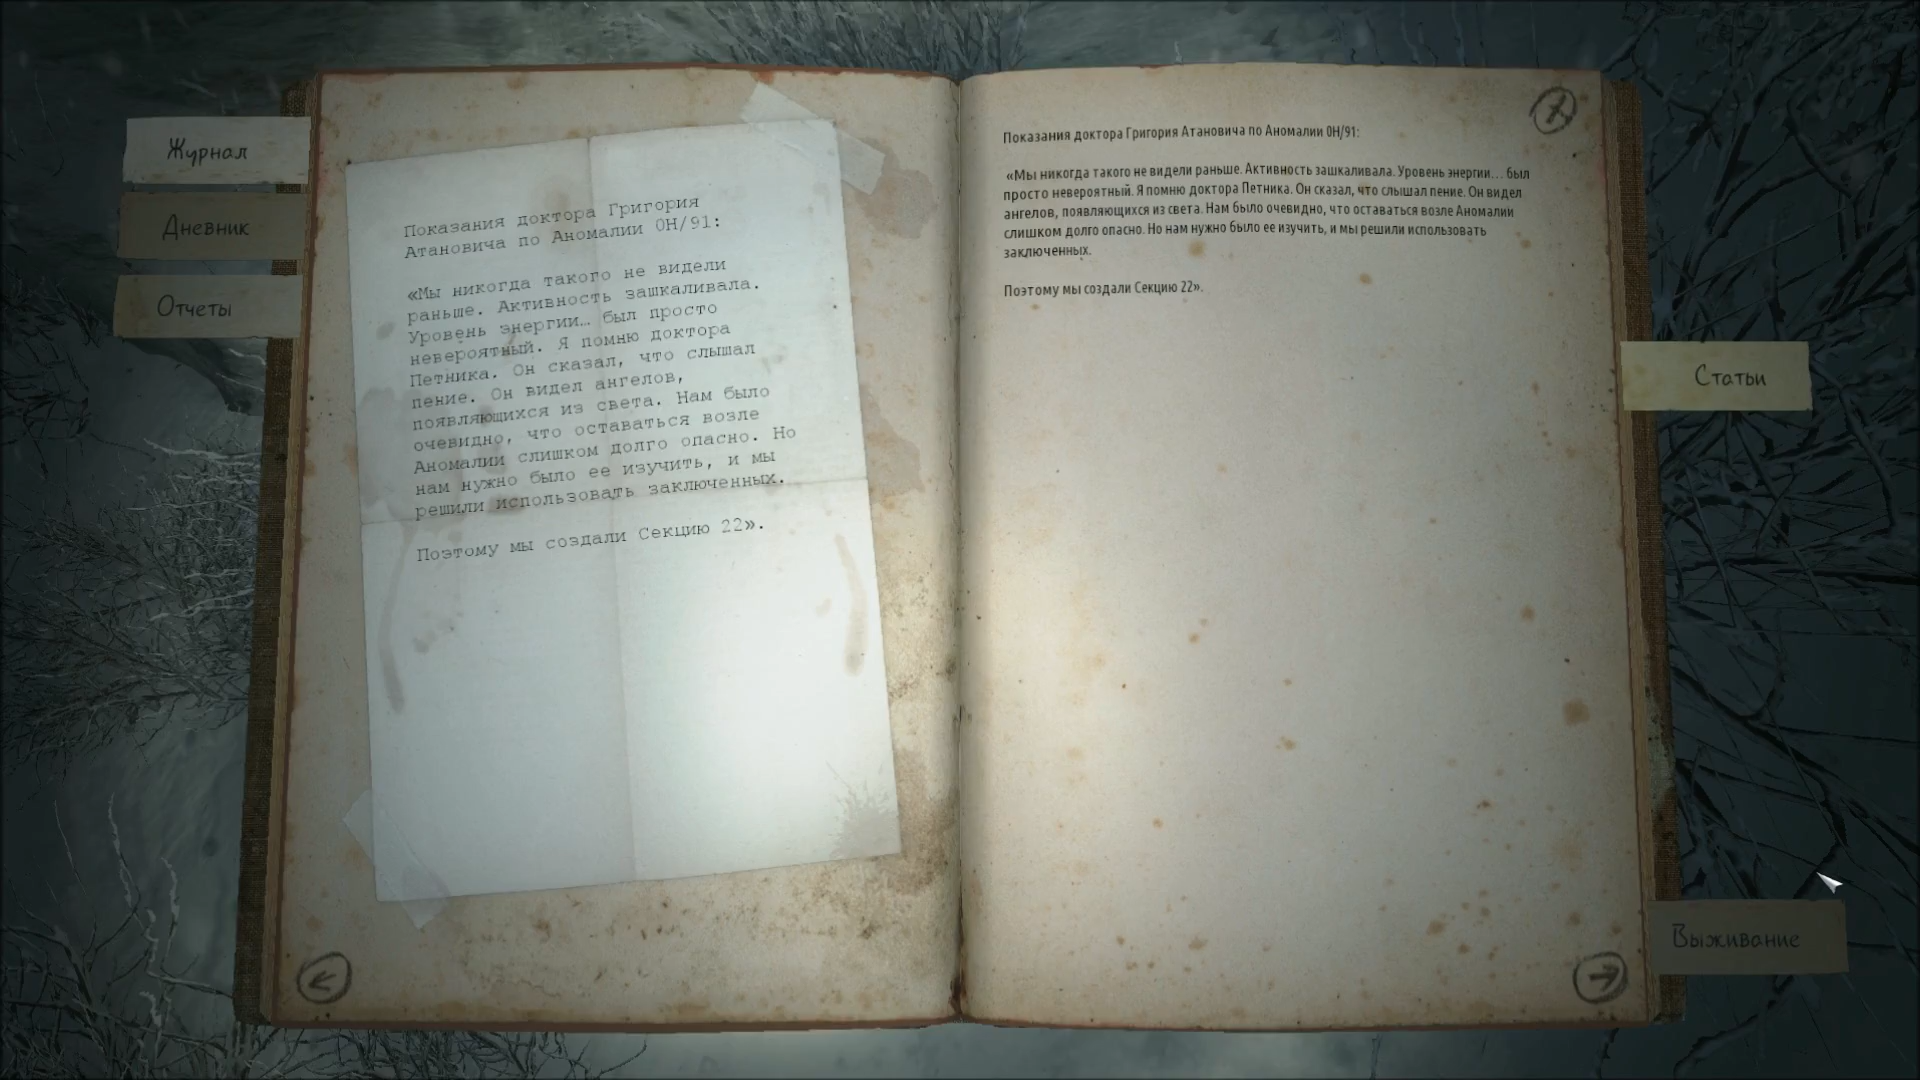 Журнал
Дневник
Отчеты
Показания доктора Григория
Атановича по Аномалии 0H/91:
«Мы никогда такого не видели
раньше. Активность зашкаливала.
Уровень энергии… был просто
невероятный. Я помню доктора
Петника. Он сказал, что слышал
пение. Он видел ангелов,
появляющихся из света. Нам было
очевидно, что оставаться возле
Аномалии слишком долго опасно. Но
нам нужно было ее изучить, и мы
решили использовать заключенных.
Поэтому мы создали Секцию 22».
Показания доктора Григория Атановича по Аномалии 0H/91:
«Мы никогда такого не видели раньше. Активность зашкаливала. Уровень энергии… был
просто невероятный. Я помню доктора Петника. Он сказал, что слышал пение. Он видел
ангелов, появляющихся из света. Нам было очевидно, что оставаться возле Аномалии
слишком долго опасно. Но нам нужно было ее изучить, и мы решили использовать
заключенных.
Поэтому мы создали Секцию 22».
Статьи
Выживание